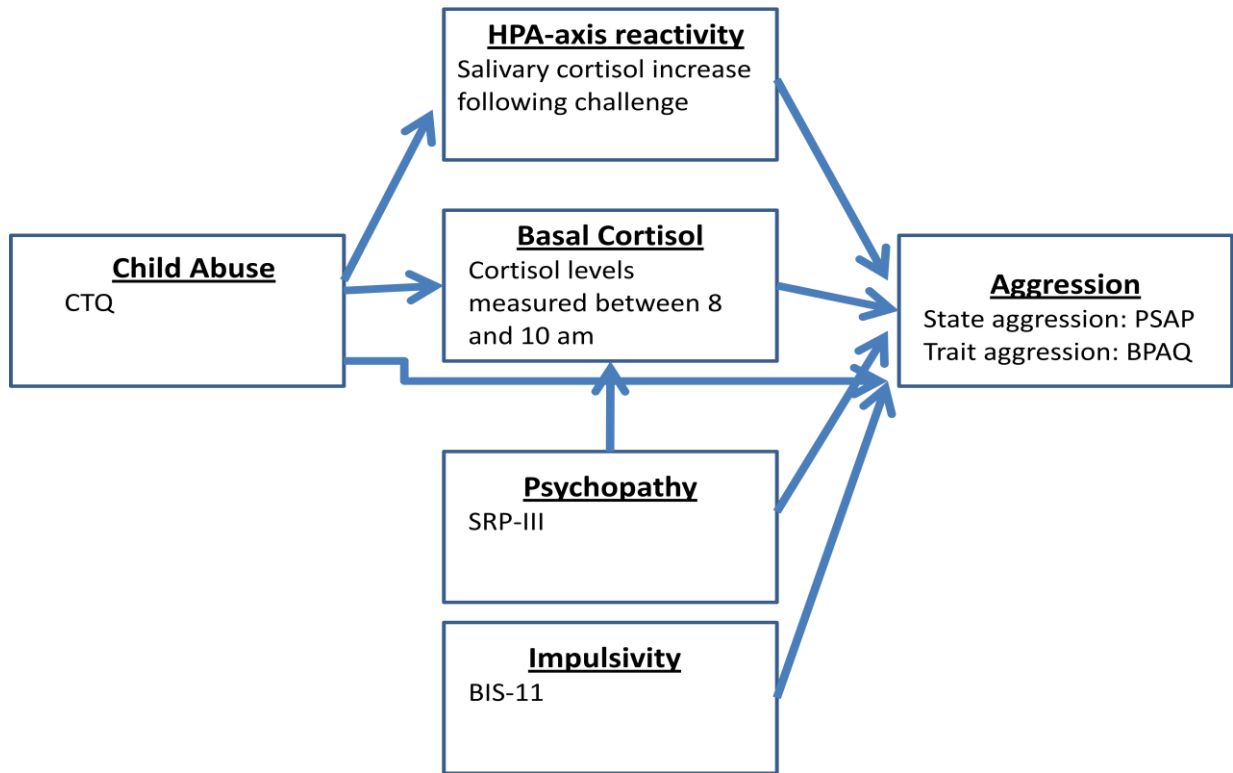 HPA-axis reactivity
Salivary cortisol increase
following challenge
Child Abuse
CTQ
Basal Cortisol
Cortisol levels
measured between 8
and 10 am
Aggression
State aggression: PSAP
Trait aggression: BPAQ
Psychopathy
SRP-III
Impulsivity
BIS-11